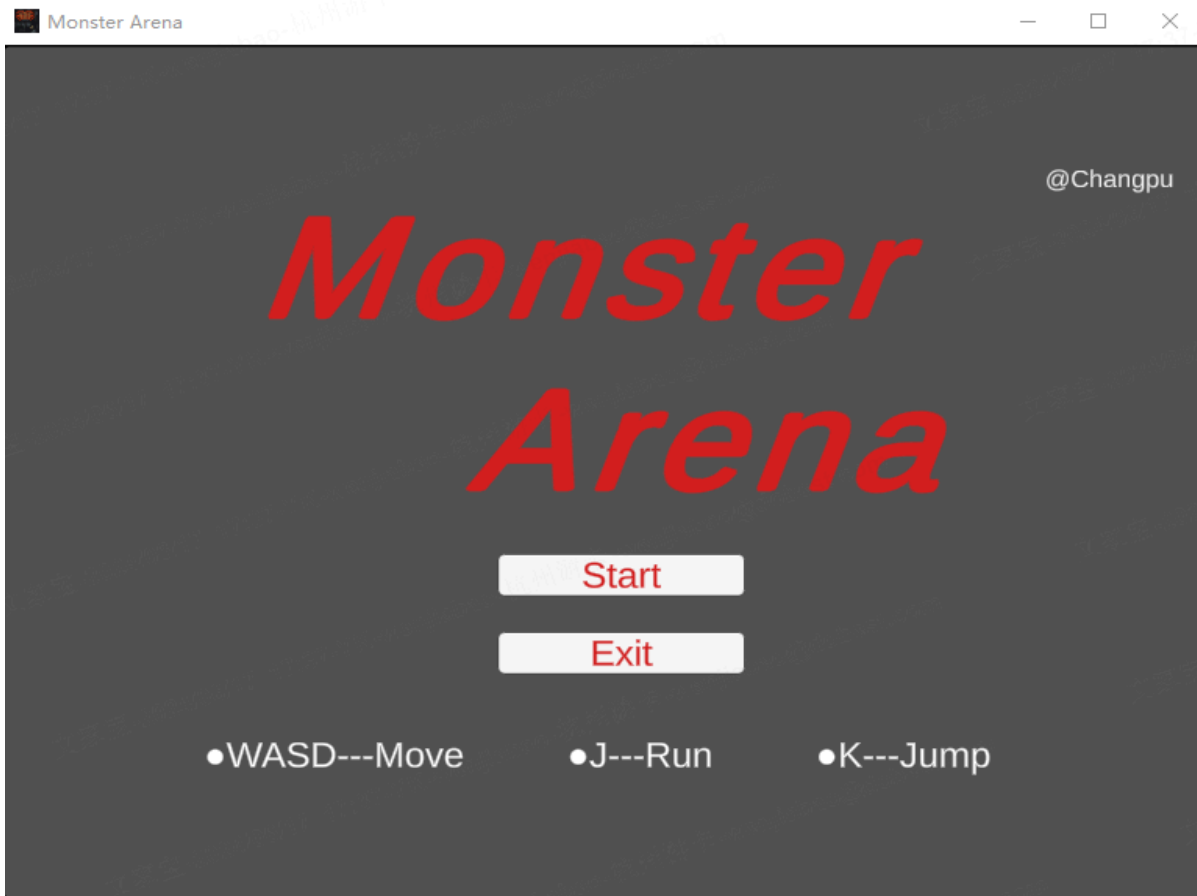 Monster Arena
@Changpu
Monster
Arena
Start
Exit
●WASD---Move ●J---Run ●K---Jump